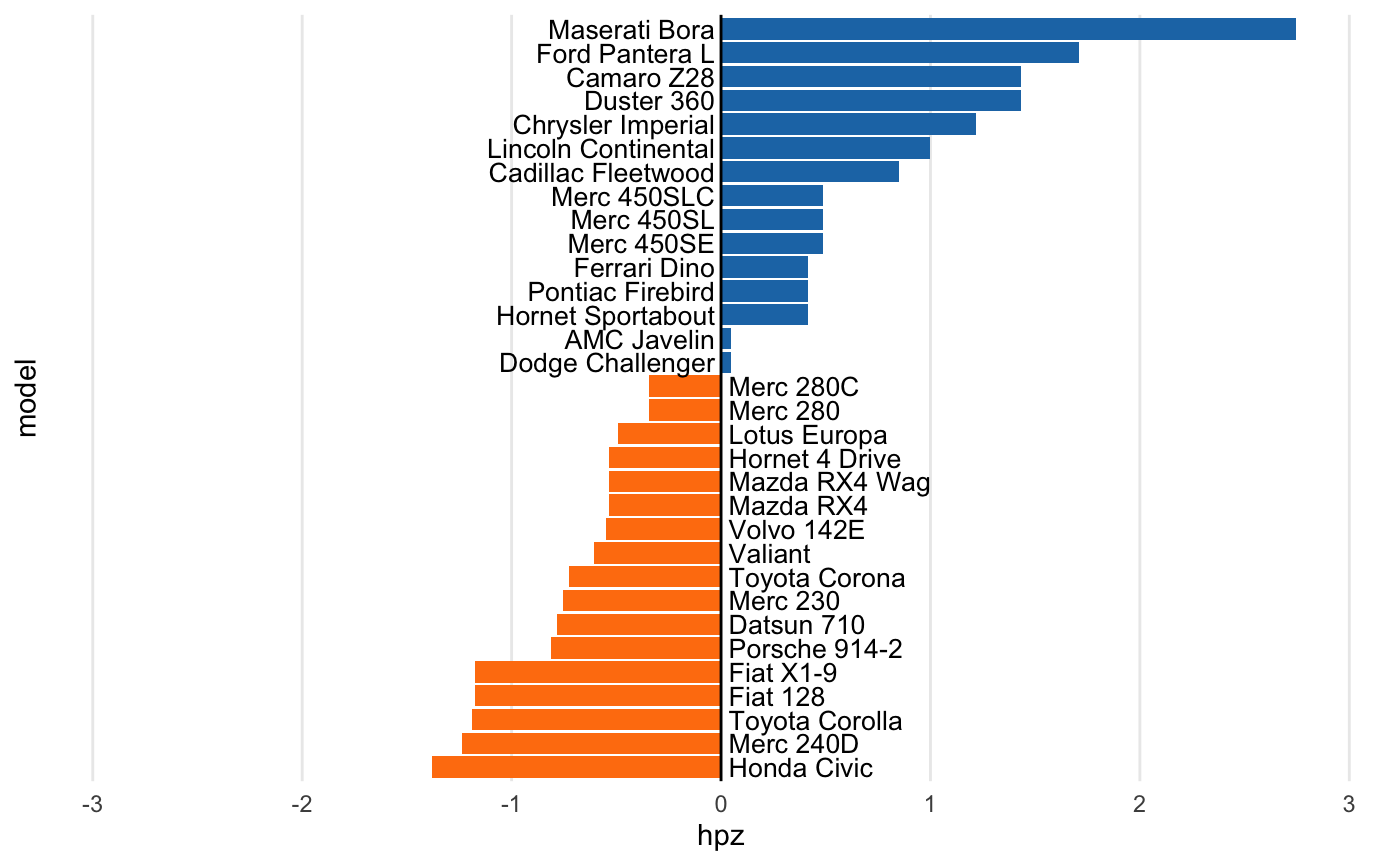 Maserati Bora
Ford Pantera L
Camaro Z28
Duster 360
Chrysler Imperial
Lincoln Continental
Cadillac Fleetwood
Merc 450SLC
Merc 450SL
Merc 450SE
Ferrari Dino
Pontiac Firebird
Hornet Sportabout
AMC Javelin
Dodge Challenger
model
Merc 280C
Merc 280
Lotus Europa
Hornet 4 Drive
Mazda RX4 Wag
Mazda RX4
Volvo 142E
Valiant
Toyota Corona
Merc 230
Datsun 710
Porsche 914-2
Fiat X1-9
Fiat 128
Toyota Corolla
Merc 240D
Honda Civic
-3 -2 -1 0 1 2 3
hpz